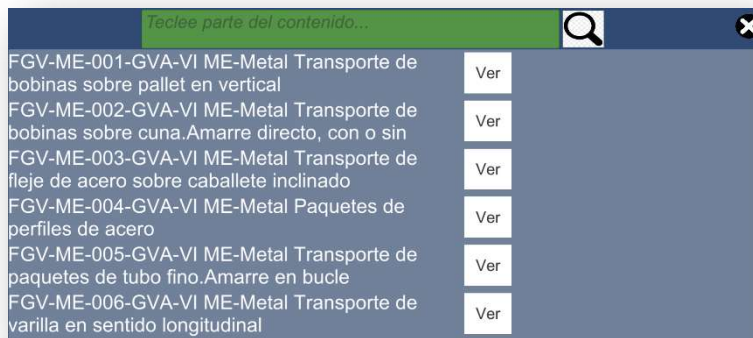 Teclee parte del contenido...
FGV-ME-001-GVA-VI ME-Metal Transporte de
bobinas sobre pallet en vertical
Ver
FGV-ME-002-GVA-VI ME-Metal Transporte de
bobinas sobre cuna.Amarre directo, con o sin
Ver
FGV-ME-003-GVA-VI ME-Metal Transporte de
fleje de acero sobre caballete inclinado
Ver
FGV-ME-004-GVA-VI ME-Metal Paquetes de
perfiles de acero
Ver
FGV-ME-005-GVA-VI ME-Metal Transporte de
paquetes de tubo fino.Amarre en bucle
Ver
FGV-ME-006-GVA-VI ME-Metal Transporte de
varilla en sentido longitudinal
Ver